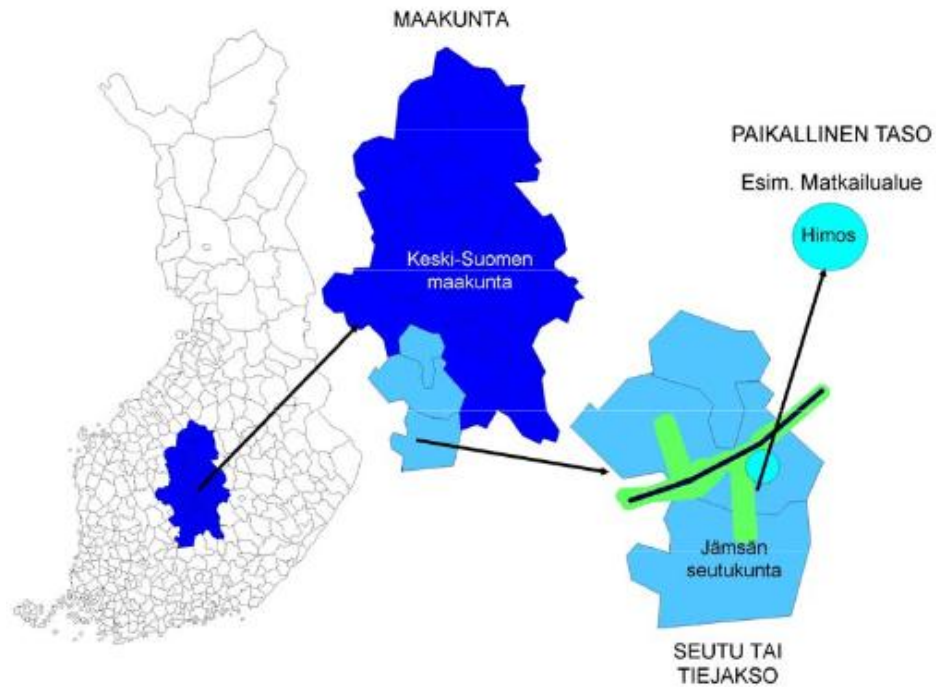 MAAKUNTA
PAIKALLINEN TASO
Esim. Matkailualue
Himos
Keski-Suomen
maakunta
Jämsän
seutukunta
SEUTU TAI
TIEJAKSO